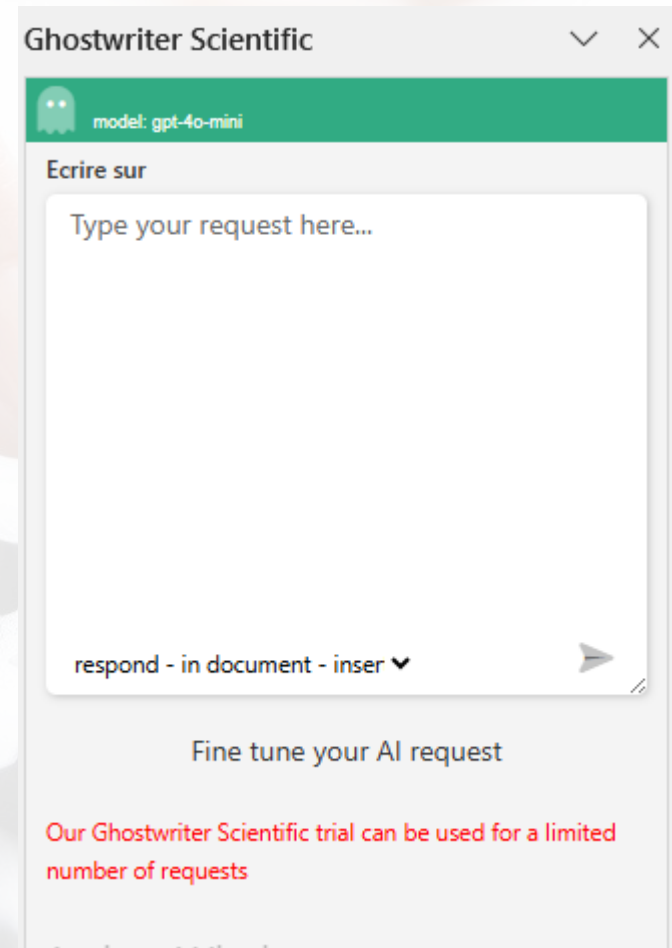 Ghostwriter Scientific
model: gpt-4o-mini
Ecrire sur
Type your request here...
respond - in document - inser
Fine tune your AI request
Our Ghostwriter Scientific trial can be used for a limited
number of requests